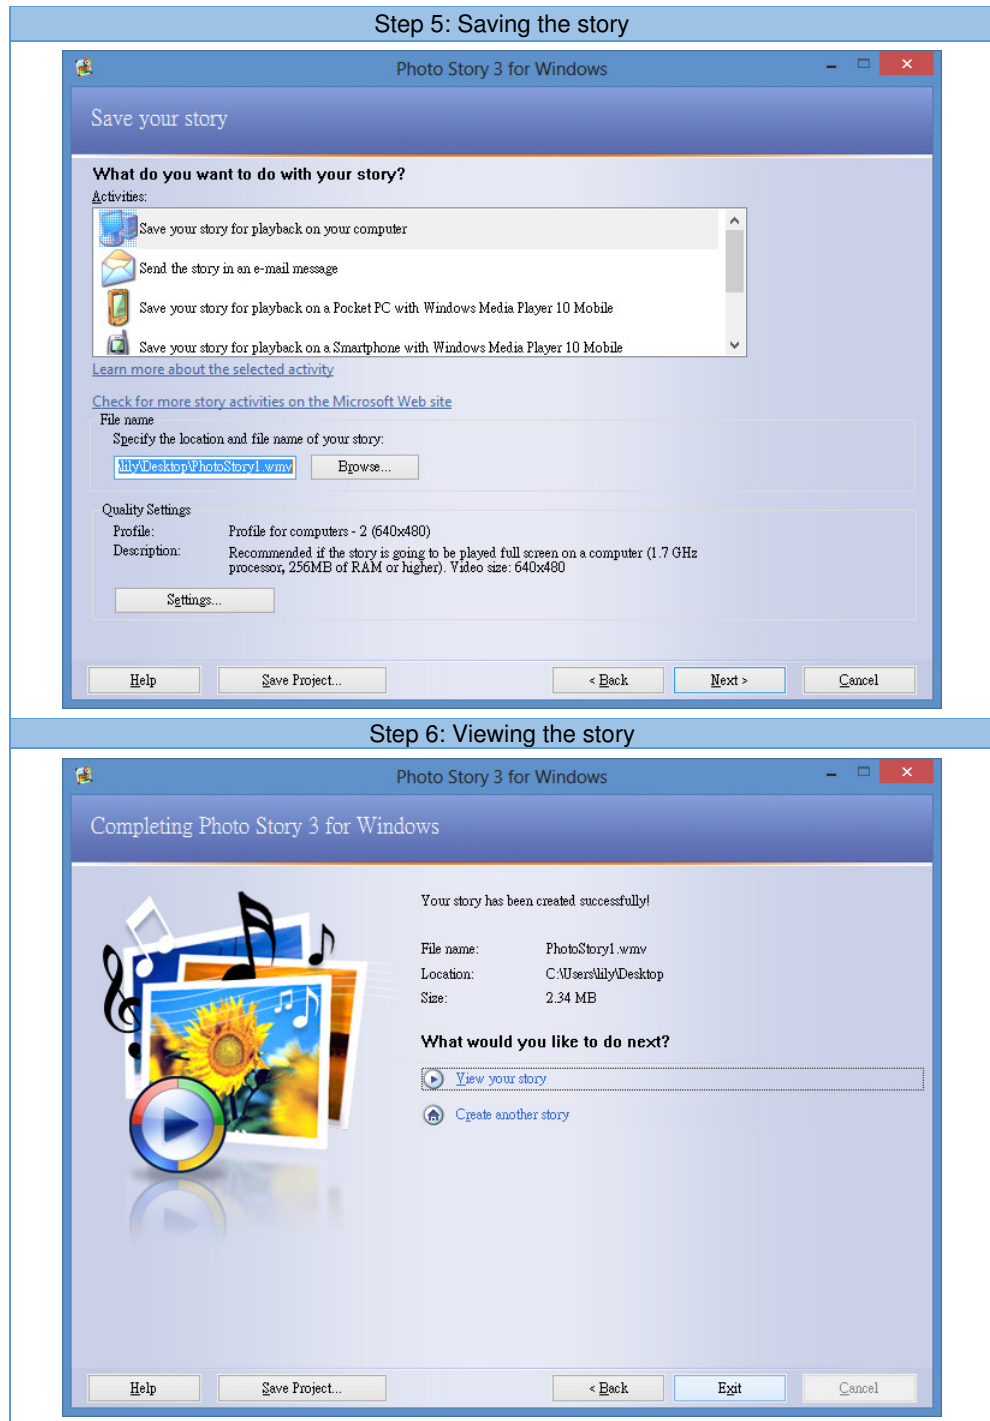 Step 5: Saving the story
Photo Story 3 for Windows
Save your story
What do you want to do with your story?
Activities:
Save your story for playback on your computer
Send the story in an e-mail message
Save your story for playback on a Pocket PC with Windows Media Player 10 Mobile
Save your story for playback on a Smartphone with Windows Media Player 10 Mobile
Learn more about the selected activity
Check for more story activities on the Microsoft Web site
File name
Specify the location and file name of your story:
\lily\Desktop\PhotoStory1.wmv
Browse...
Quality Settings
Profile: Profile for computers - 2 (640x480)
Description: Recommended if the story is going to be played full screen on a computer (1.7 GHz
processor, 256MB of RAM or higher). Video size: 640x480
Settings...
Help Save Project... < Back Next > Cancel
Step 6: Viewing the story
Photo Story 3 for Windows
Completing Photo Story 3 for Windows
Your story has been created successfully!
File name: PhotoStory1.wmv
Location: C:\Users\lily\Desktop
Size: 2.34 MB
What would you like to do next?
View your story
Create another story
Help Save Project... < Back Exit Cancel